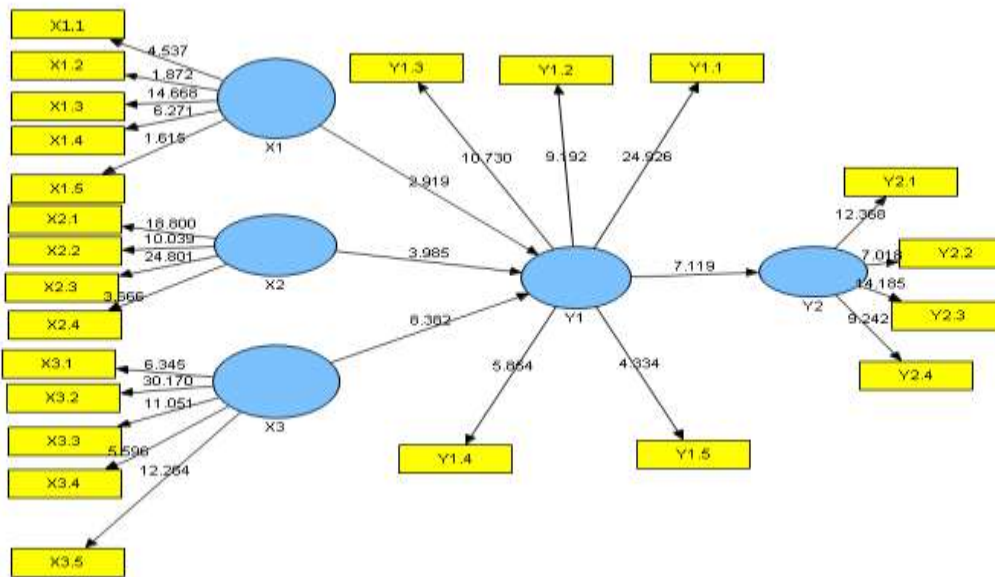 X1.1
4.537
X1.2
1.872
X1.3
14.668
X1.4
6.271
X1.5
1.615
X1
2.919
X2.1
18.800
X2.2
10.039
X2.3
24.801
X2.4
3.666
X2
3.985
X3.1
6.345
X3.2
30.170
X3.3
11.051
X3.4
5.596
X3.5
12.264
X3
8.382
Y1.3
10.730
Y1.2
9.192
Y1.1
24.926
Y1
7.119
Y1.4
5.854
Y1.5
4.334
Y2
Y2.1
12.368
Y2.2
7.018
Y2.3
14.185
Y2.4
9.242